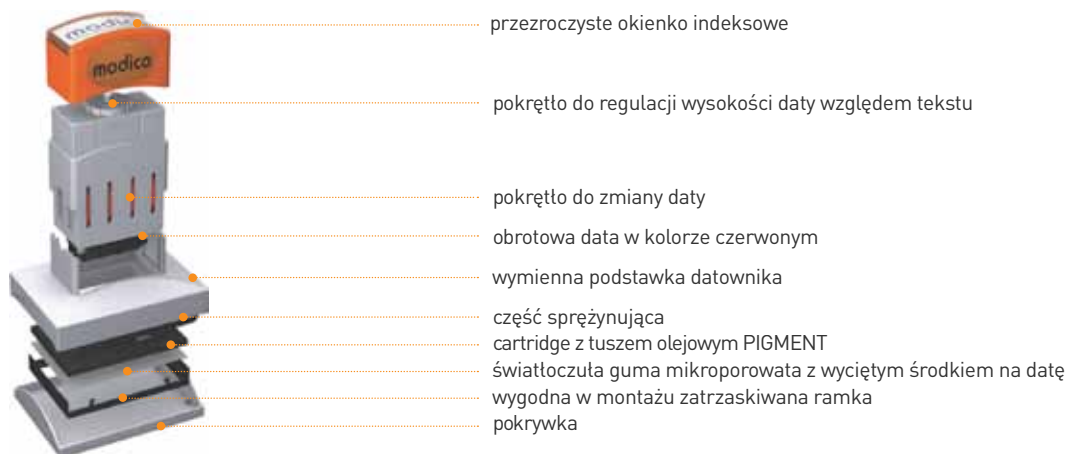 modico
modico
przezroczyste okienko indeksowe
pokrętło do regulacji wysokości daty względem tekstu
pokrętło do zmiany daty
obrotowa data w kolorze czerwonym
wymienna podstawka datownika
część sprężynująca
cartridge z tuszem olejowym PIGMENT
światłoczuła guma mikroporowata z wyciętym środkiem na datę
wygodna w montażu zatrzaskiwana ramka
pokrywka